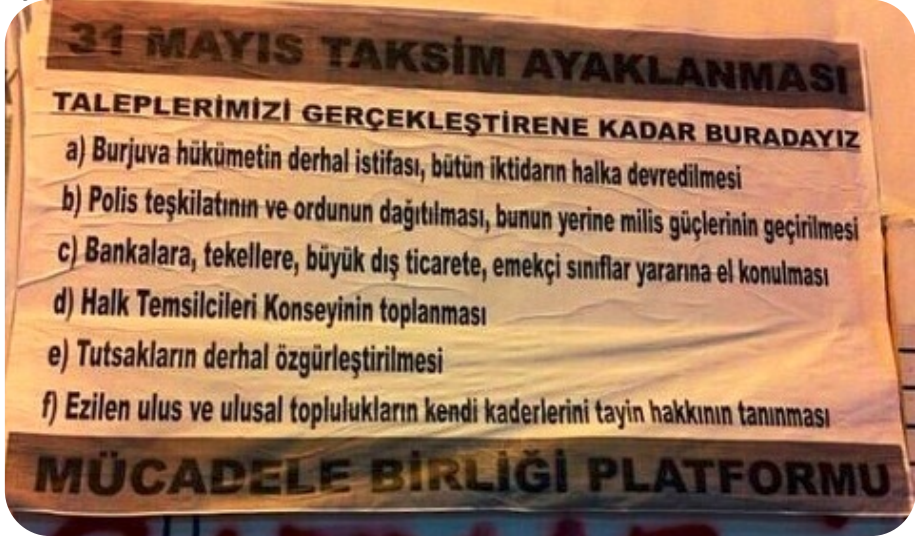 31 MAYIS TAKSİM AYAKLANMASI
TALEPLERİMİZİ GERÇEKLEŞTİRENE KADAR BURADAYIZ
a) Burjuva hükümetin derhal istifası, bütün iktidarın halka devredilmesi
b) Polis teşkilatının ve ordunun dağıtılması, bunun yerine milis güçlerinin geçirilmesi
c) Bankalara, tekellere, büyük dış ticarete, emekçi sınıflar yararına el konulması
d) Halk Temsilcileri Konseyinin toplanması
e) Tutsakların derhal özgürleştirilmesi
f) Ezilen ulus ve ulusal toplulukların kendi kaderlerini tayin hakkının tanınması
MÜCADELE BİRLİĞİ PLATFORMU